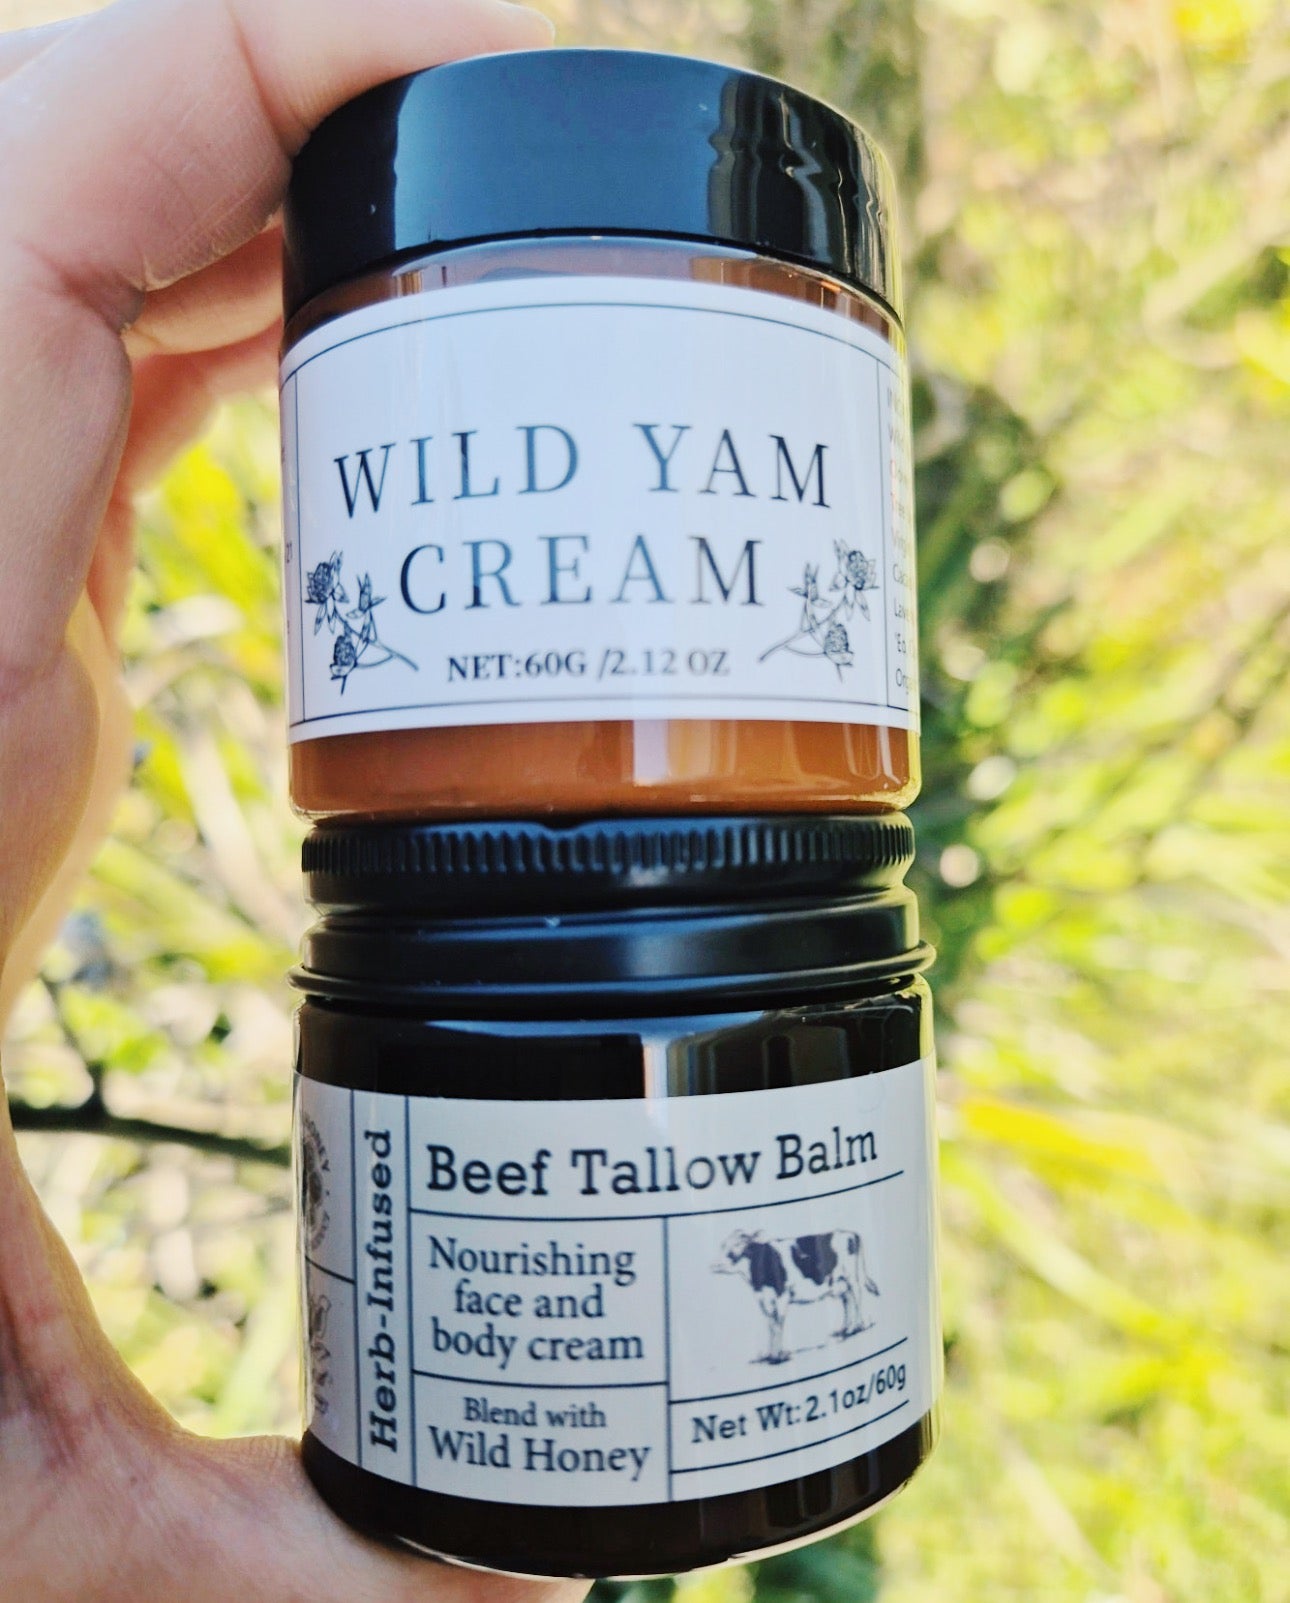 WILD YAM
CREAM
NET:60G /2.12 OZ
Herb-Infused
Beef Tallow Balm
Nourishing
face and
body cream
Blend with
Wild Honey
Net Wt: 2.1oz/60g